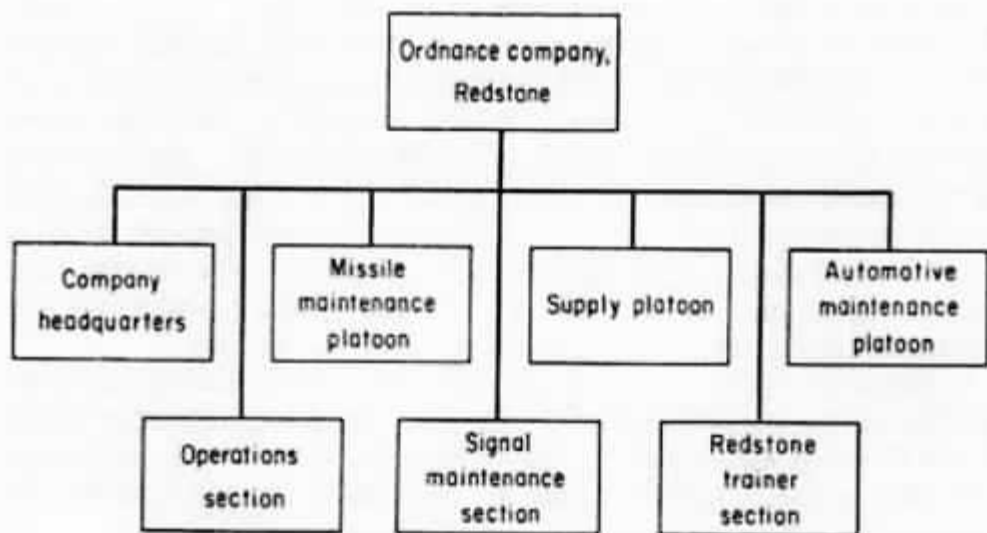 Ordnance company,
Redstone
Company
headquarters
Missile
maintenance
platoon
Supply platoon
Automotive
maintenance
platoon
Operations
section
Signal
maintenance
section
Redstone
trainer
section